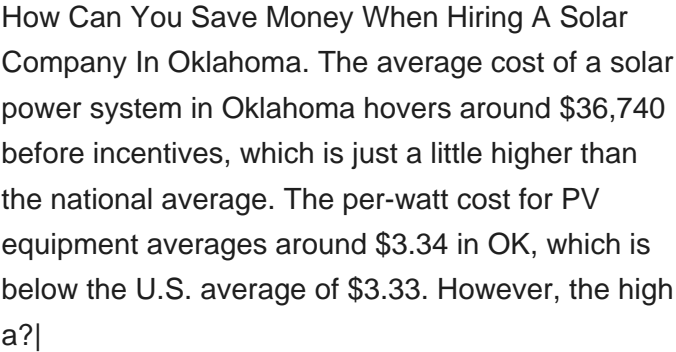 How Can You Save Money When Hiring A Solar
Company In Oklahoma. The average cost of a solar
power system in Oklahoma hovers around $36,740
before incentives, which is just a little higher than
the national average. The per-watt cost for PV
equipment averages around $3.34 in OK, which is
below the U.S. average of $3.33. However, the high
a?|